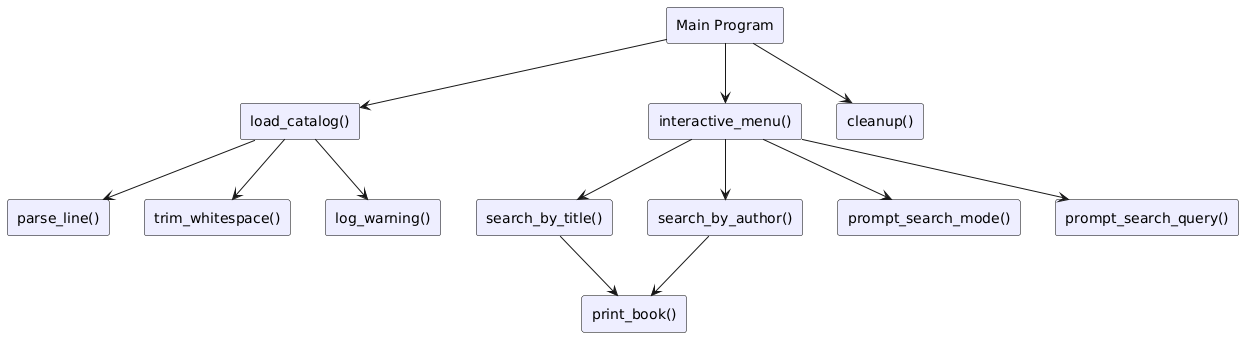 Main Program
load_catalog()
interactive_menu()
cleanup()
parse_line()
trim_whitespace()
log_warning()
search_by_title()
search_by_author()
prompt_search_mode()
prompt_search_query()
print_book()